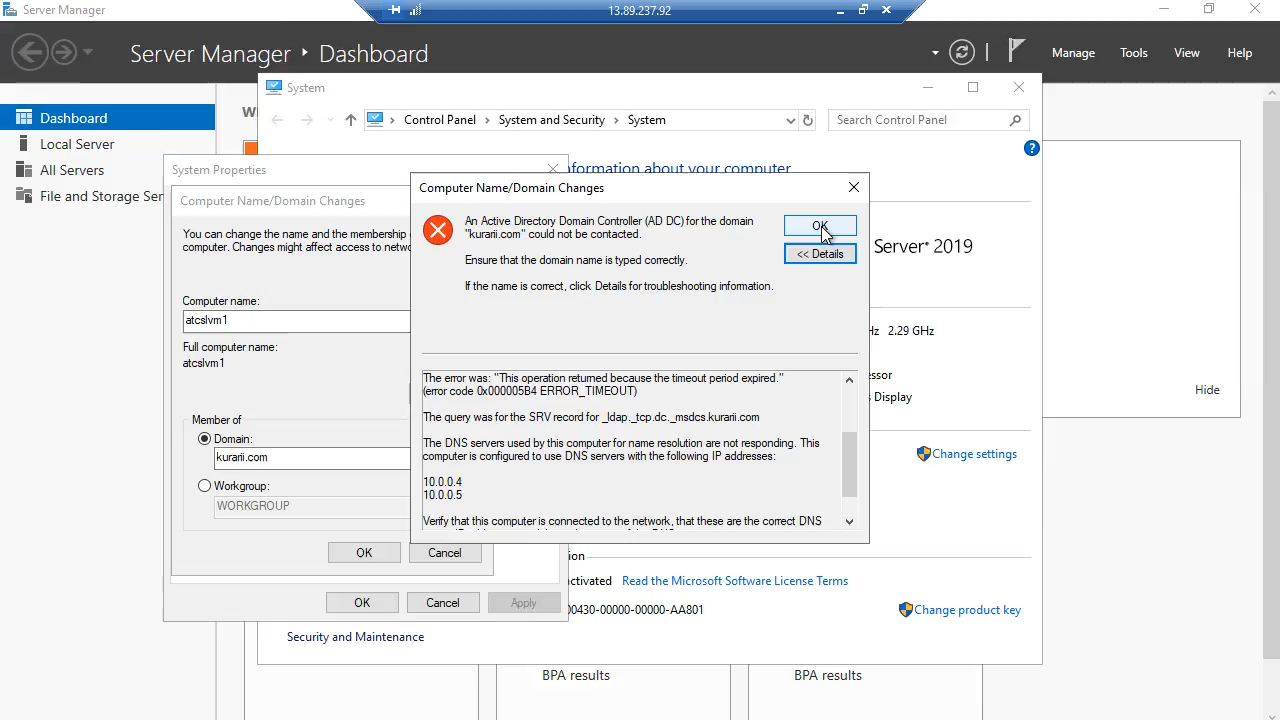 Server Manager
13.89.237.92
Server Manager ‣ Dashboard
Manage Tools View Help
Dashboard
Local Server
All Servers
File and Storage Ser
W
System
Control Panel > System and Security > System
Search Control Panel
?
nformation about your computer
Server® 2019
Hz 2.29 GHz
essor
s Display
Hide
Change settings
tion
ctivated Read the Microsoft Software License Terms
00430-00000-00000-AA801
Change product key
Security and Maintenance
BPA results
BPA results
System Properties
Computer Name/Domain Changes
You can change the name and the membership
computer. Changes might affect access to netwo
Computer name:
atcslvm1
Full computer name:
atcslvm1
Member of
Domain:
kurarii.com
Workgroup:
WORKGROUP
OK Cancel
OK Cancel Apply
Computer Name/Domain Changes
An Active Directory Domain Controller (AD DC) for the domain
"kurarii.com" could not be contacted.
Ensure that the domain name is typed correctly.
If the name is correct, click Details for troubleshooting information.
OK
<< Details
The error was: "This operation returned because the timeout period expired."
(error code 0x000005B4 ERROR_TIMEOUT)
The query was for the SRV record for _ldap._tcp.dc._msdcs.kurarii.com
The DNS servers used by this computer for name resolution are not responding. This
computer is configured to use DNS servers with the following IP addresses:
10.0.0.4
10.0.0.5
Verify that this computer is connected to the network, that these are the correct DNS